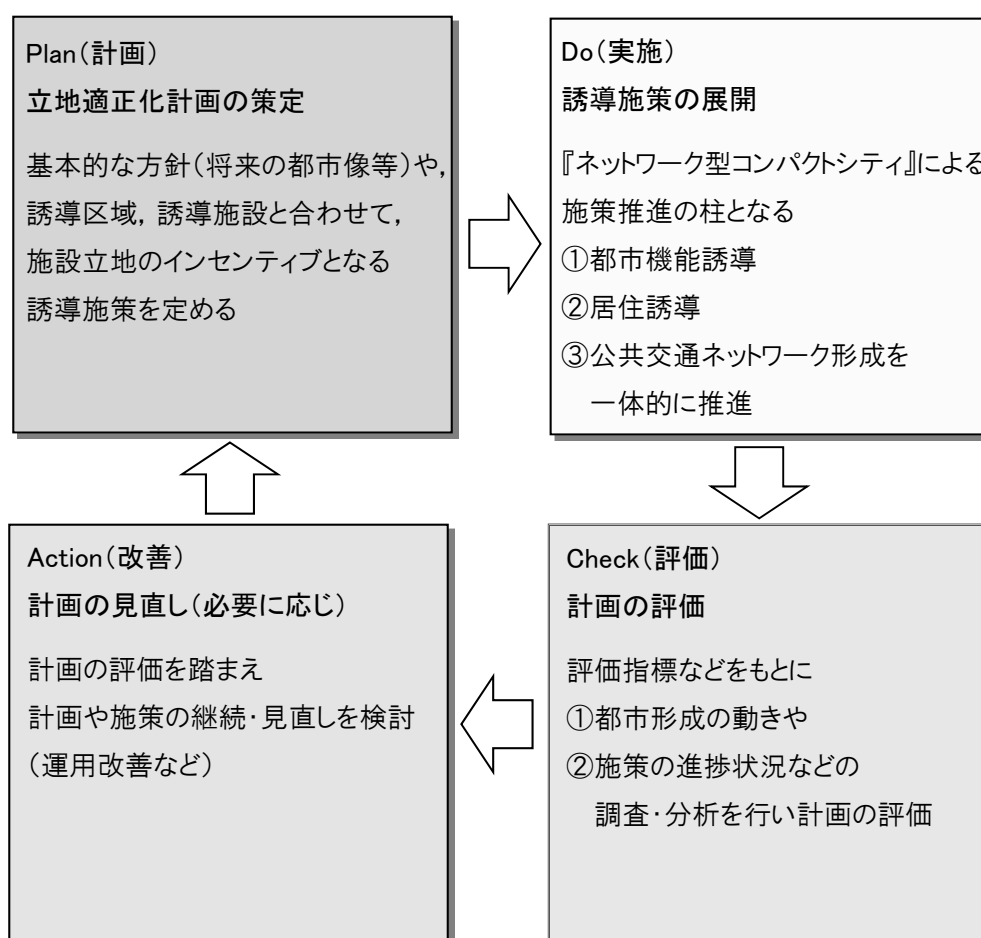 Plan（計画）
立地適正化計画の策定
基本的な方針（将来の都市像等）や，
誘導区域，誘導施設と合わせて，
施設立地のインセンティブとなる
誘導施策を定める
Do（実施）
誘導施策の展開
『ネットワーク型コンパクトシティ』による
施策推進の柱となる
①都市機能誘導
②居住誘導
③公共交通ネットワーク形成を
一体的に推進
Action（改善）
計画の見直し（必要に応じ）
計画の評価を踏まえ
計画や施策の継続・見直しを検討
（運用改善など）
Check（評価）
計画の評価
評価指標などをもとに
①都市形成の動きや
②施策の進捗状況などの
調査・分析を行い計画の評価